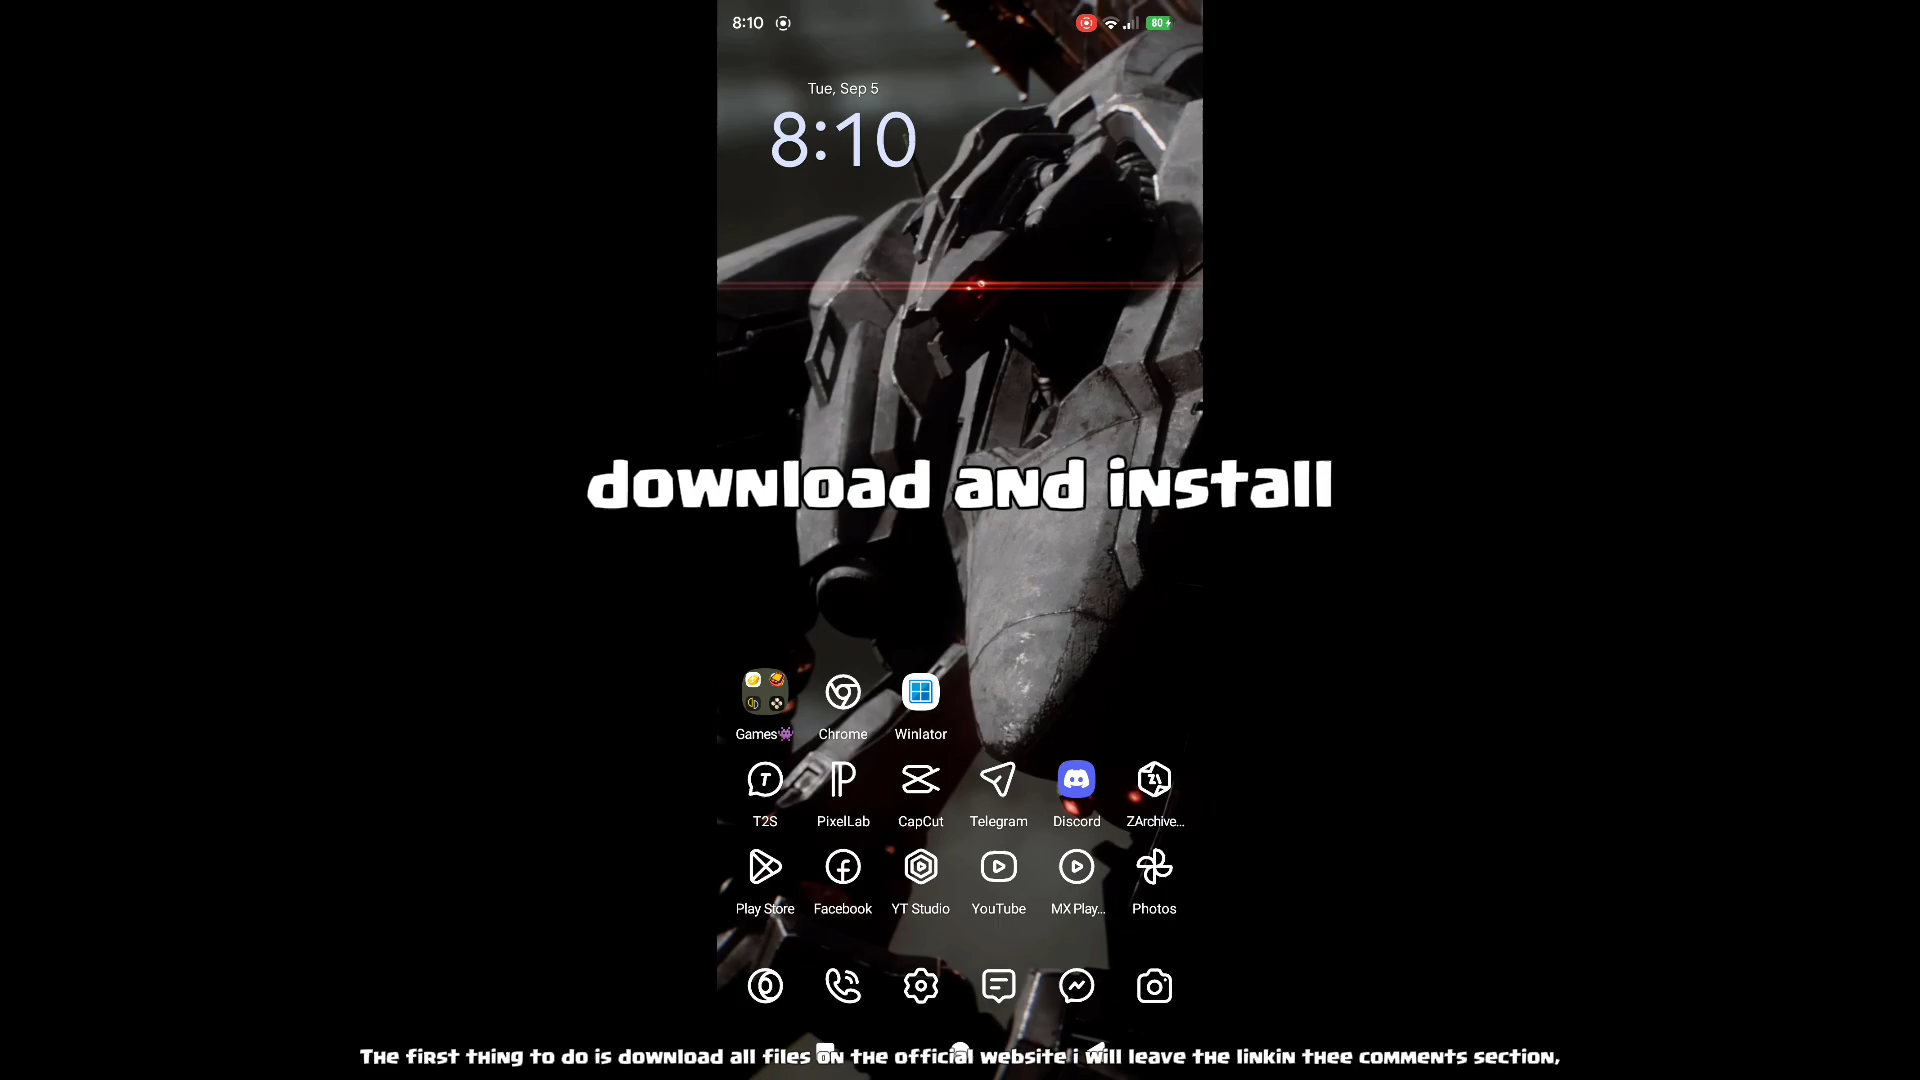 8:10
80
Tue, Sep 5
8:10
download and install
Games Chrome Winlator
T2S PixelLab CapCut Telegram Discord ZArchive...
Play Store Facebook YT Studio YouTube MX Play... Photos
The first thing to do is download all files on the official website i will leave the linkin thee comments section,